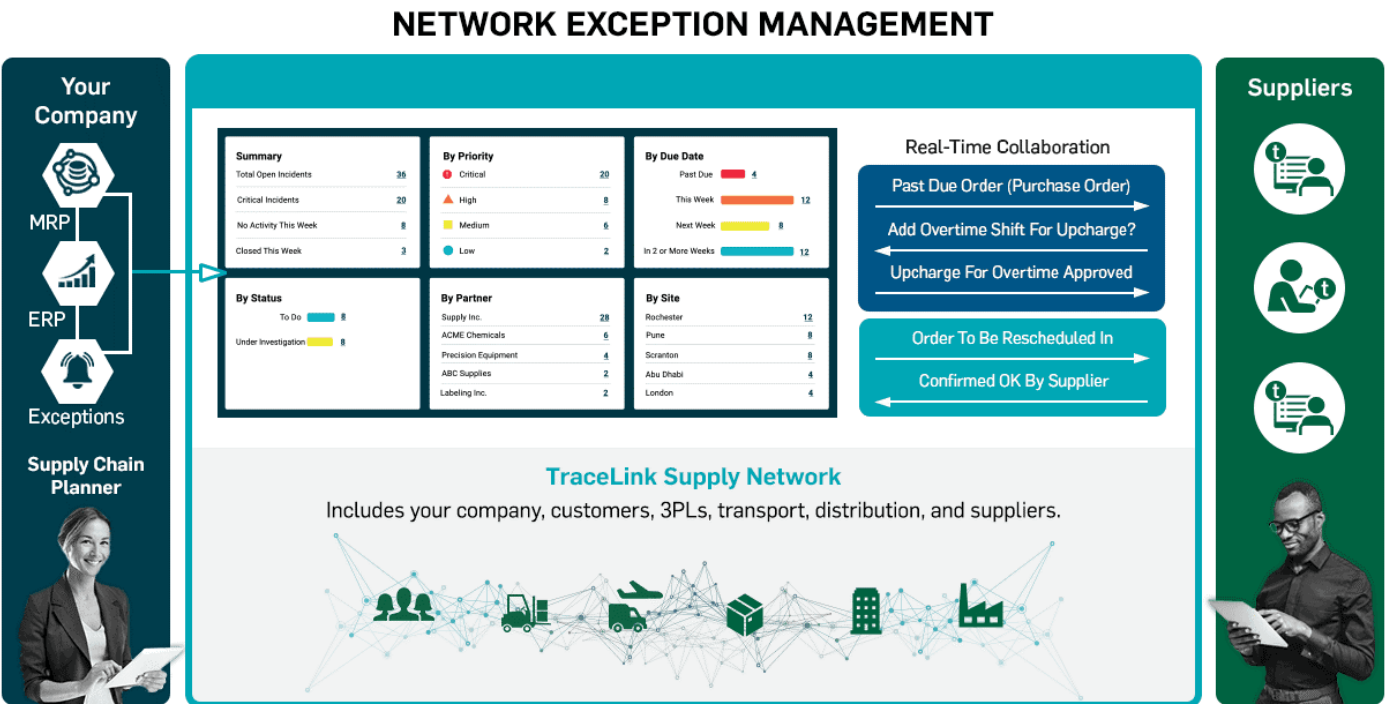 NETWORK EXCEPTION MANAGEMENT
Your
Company
MRP
ERP
Exceptions
Supply Chain
Planner
Summary
Total Open Incidents 36
Critical Incidents 20
No Activity This Week 8
Closed This Week 3
By Priority
Critical 20
High 8
Medium 6
Low 2
By Due Date
Past Due 4
This Week 12
Next Week 8
In 2 or More Weeks 12
By Status
To Do 8
Under Investigation 8
By Partner
Supply Inc. 28
ACME Chemicals 6
Precision Equipment 4
ABC Supplies 2
Labeling Inc. 2
By Site
Rochester 12
Pune 8
Scranton 8
Abu Dhabi 4
London 4
Real-Time Collaboration
Past Due Order (Purchase Order)
Add Overtime Shift For Upcharge?
Upcharge For Overtime Approved
Order To Be Rescheduled In
Confirmed OK By Supplier
TraceLink Supply Network
Includes your company, customers, 3PLs, transport, distribution, and suppliers.
Suppliers
t
t
t